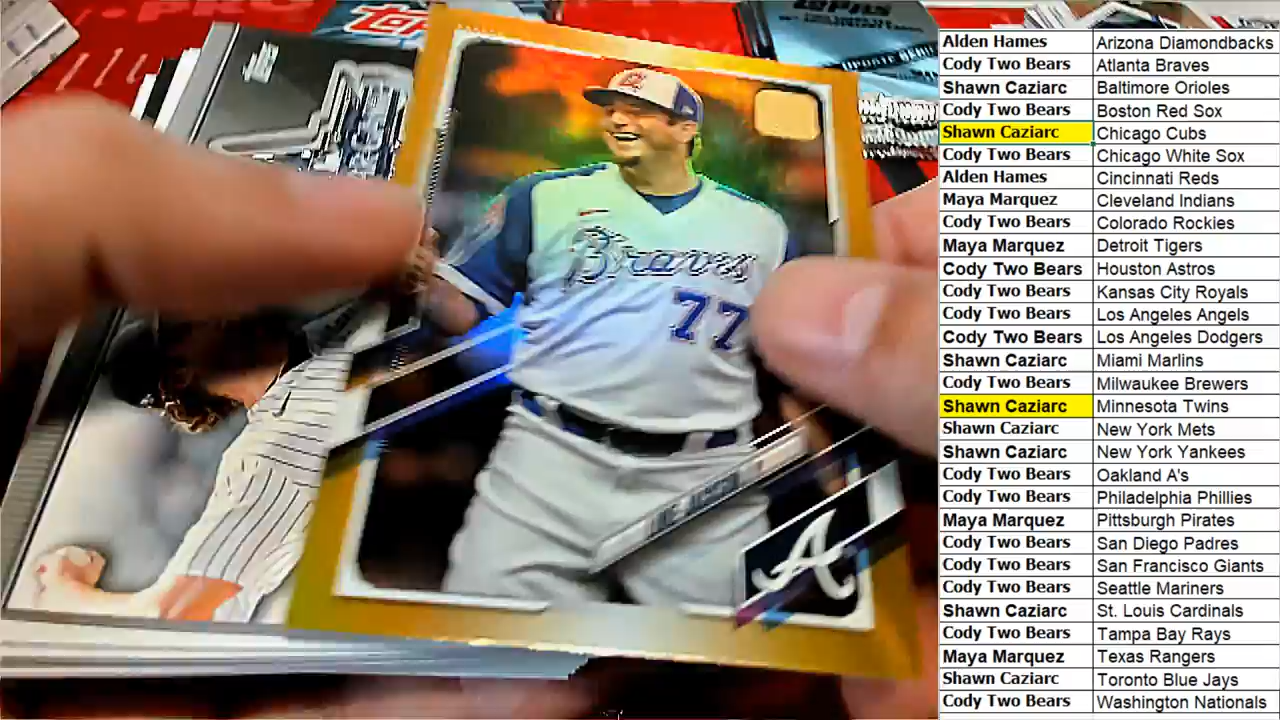 Alden Hames Arizona Diamondbacks
Cody Two Bears Atlanta Braves
Shawn Caziarc Baltimore Orioles
Cody Two Bears Boston Red Sox
Shawn Caziarc Chicago Cubs
Cody Two Bears Chicago White Sox
Alden Hames Cincinnati Reds
Maya Marquez Cleveland Indians
Cody Two Bears Colorado Rockies
Maya Marquez Detroit Tigers
Cody Two Bears Houston Astros
Cody Two Bears Kansas City Royals
Cody Two Bears Los Angeles Angels
Cody Two Bears Los Angeles Dodgers
Shawn Caziarc Miami Marlins
Cody Two Bears Milwaukee Brewers
Shawn Caziarc Minnesota Twins
Shawn Caziarc New York Mets
Shawn Caziarc New York Yankees
Cody Two Bears Oakland A's
Cody Two Bears Philadelphia Phillies
Maya Marquez Pittsburgh Pirates
Cody Two Bears San Diego Padres
Cody Two Bears San Francisco Giants
Cody Two Bears Seattle Mariners
Shawn Caziarc St. Louis Cardinals
Cody Two Bears Tampa Bay Rays
Maya Marquez Texas Rangers
Shawn Caziarc Toronto Blue Jays
Cody Two Bears Washington Nationals
Topps
Braves
77
A